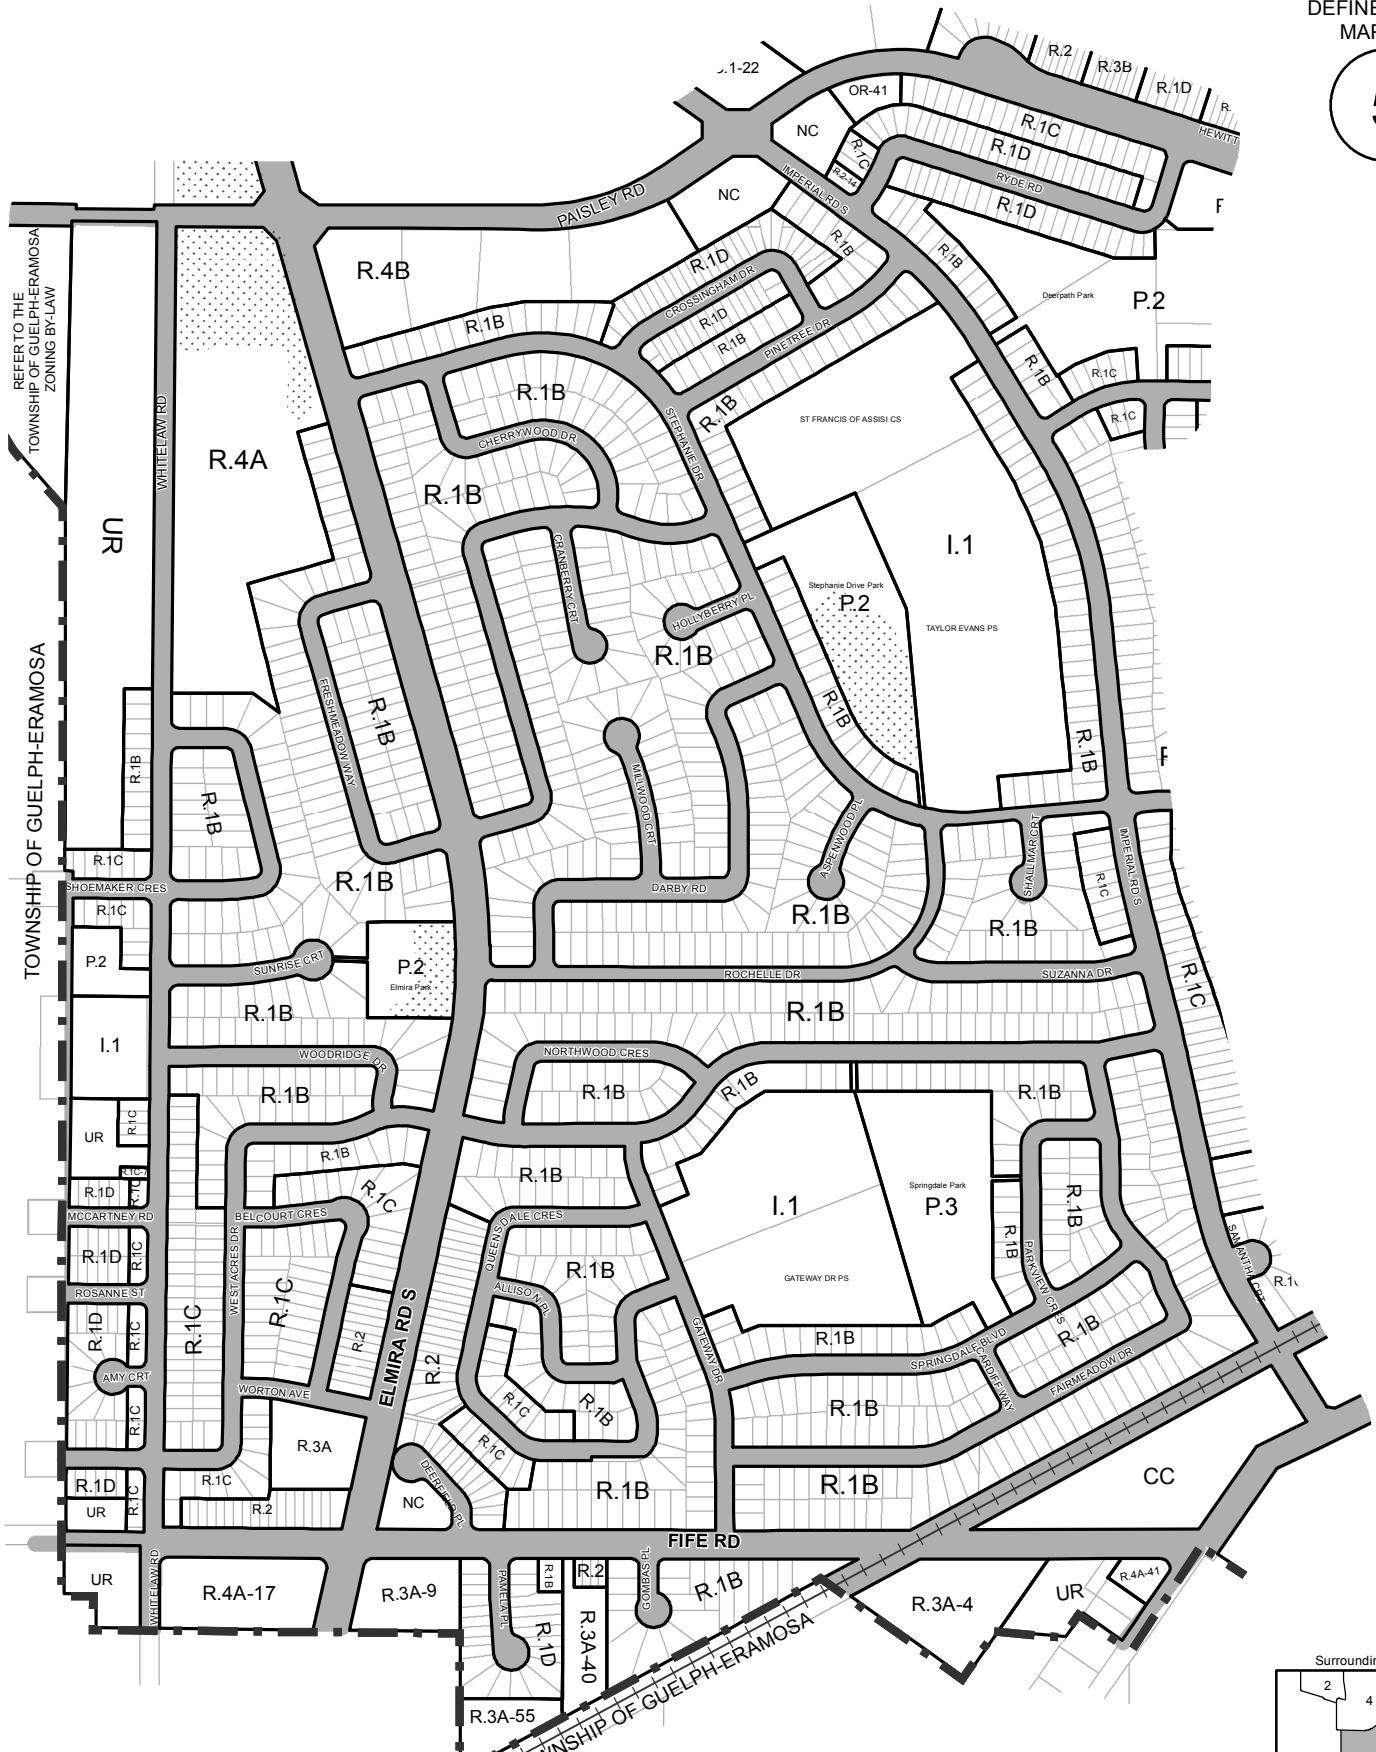 DEFINE
MAP
R.2
R.3B
R.1D
R.
HEWITT
.1-22
OR-41
NC
R.1C
R.1C
R.1D
R.2-14
RYDE RD
R.1D
IMPERIAL RD S
NC
PAISLEY RD
R.1B
R.1B
R.4B
R.1D
CROSSINGHAM DR
R.1D
R.1B
PINETREE DR
Deerpath Park
P.2
REFER TO THE
TOWNSHIP OF GUELPH-ERAMOSA
ZONING BY-LAW
R.1B
R.1B
R.1C
R.1C
R.1B
R.1B
STEPHANIE DR
ST FRANCIS OF ASSISI CS
WHITELAW RD
CHERRYWOOD DR
R.4A
R.1B
UR
I.1
CRANBERRY CRT
Stephanie Drive Park
P.2
HOLLYBERRY PL
TAYLOR EVANS PS
R.1B
TOWNSHIP OF GUELPH-ERAMOSA
FRESHMEADOW WAY
R.1B
R.1B
R.1B
R.1B
R.1B
MILLWOOD CRT
ASPENWOOD PL
SHALLMAR CRT
IMPERIAL RD S
R.1C
SHOEMAKER CRES
R.1B
DARBY RD
R.1C
R.1C
R.1B
R.1B
P.2
SUNRISE CRT
P.2
Elmira Park
ROCHELLE DR
SUZANNA DR
R.1C
R.1B
R.1B
I.1
WOODRIDGE DR
NORTHWOOD CRES
R.1B
R.1B
R.1B
R.1B
UR
R.1C
R.1B
R.1B
R.1D
R.1C
R.1C
I.1
Springdale Park
P.3
R.1B
MCCARTNEY RD
BELCOURT CRES
QUEENSDALE CRES
R.1D
R.1C
WEST ACRES DR
R.1B
R.1B
PARKVIEW CRES
SAMANTHA CRT
GATEWAY DR PS
ROSANNE ST
ALLISON PL
R.1C
R.1C
R.1D
R.1C
R.2
ELMIRA RD S
R.2
GATEWAY DR
R.1B
R.1B
SPRINGDALE BLVD
CARDIFF WAY
FAIRMEADOW DR
AMY CRT
WORTON AVE
R.1C
R.1C
R.1B
R.1B
R.3A
R.1C
DEERFIELD PL
R.1D
R.1C
R.1C
R.1B
R.1B
CC
UR
R.2
NC
FIFE RD
UR
WHITELAW RD
R.4A-17
R.3A-9
PAMELA PL
R.1B
R.2
GOMBAS PL
R.1B
R.3A-4
UR
R.4A-41
R.1D
R.3A-40
TOWNSHIP OF GUELPH-ERAMOSA
R.3A-55
Surroundin
2
4